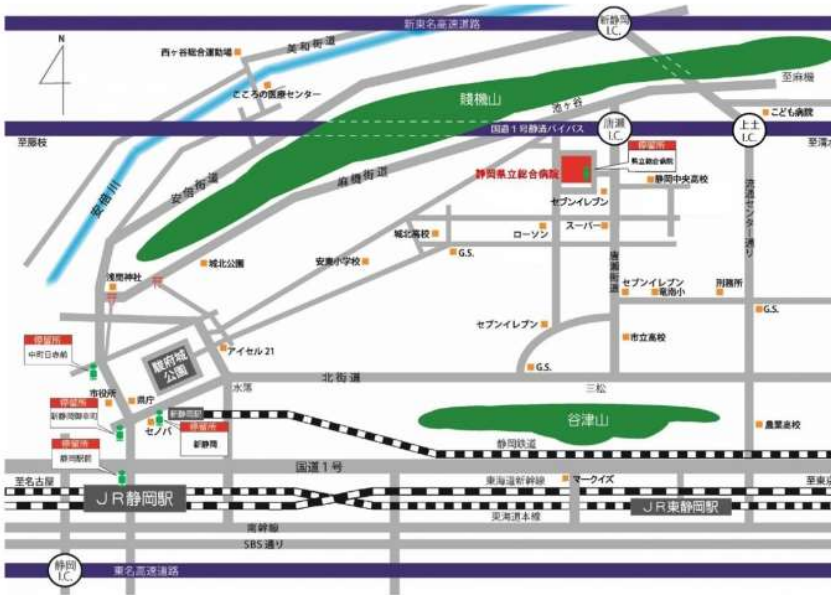 新東名高速道路
新静岡
I.C.
N
西ヶ谷総合運動場
美和街道
こころの医療センター
賤機山
池ヶ谷
至麻機
こども病院
至藤枝
国道1号静清バイパス
唐瀬
I.C.
上土
I.C.
至清水
安倍川
安倍街道
麻機街道
停留所
県立総合病院
静岡県立総合病院
静岡中央高校
セブンイレブン
流通センター通り
城北高校
ローソン
スーパー
G.S.
唐瀬街道
城北公園
安東小学校
浅間神社
セブンイレブン
竜南小
刑務所
G.S.
セブンイレブン
市立高校
停留所
中町日赤前
駿府城
公園
アイセル21
G.S.
水落
北街道
三松
市役所
県庁
停留所
新静岡御幸町
セノバ
新静岡駅
停留所
新静岡
谷津山
農業高校
停留所
静岡駅前
静岡鉄道
国道1号
至名古屋
東海道新幹線
マークイズ
至東京
JR静岡駅
JR東静岡駅
東海道本線
南幹線
SBS通り
静岡
I.C.
東名高速道路